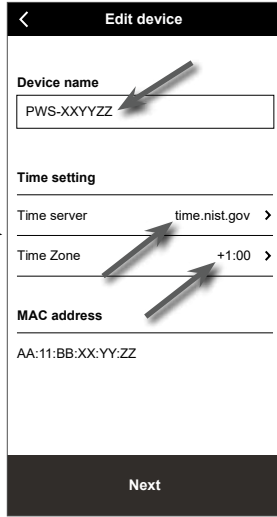 Edit device
Device name
PWS-XXYYZZ
Time setting
Time server time.nist.gov
Time Zone +1:00
MAC address
AA:11:BB:XX:YY:ZZ
Next